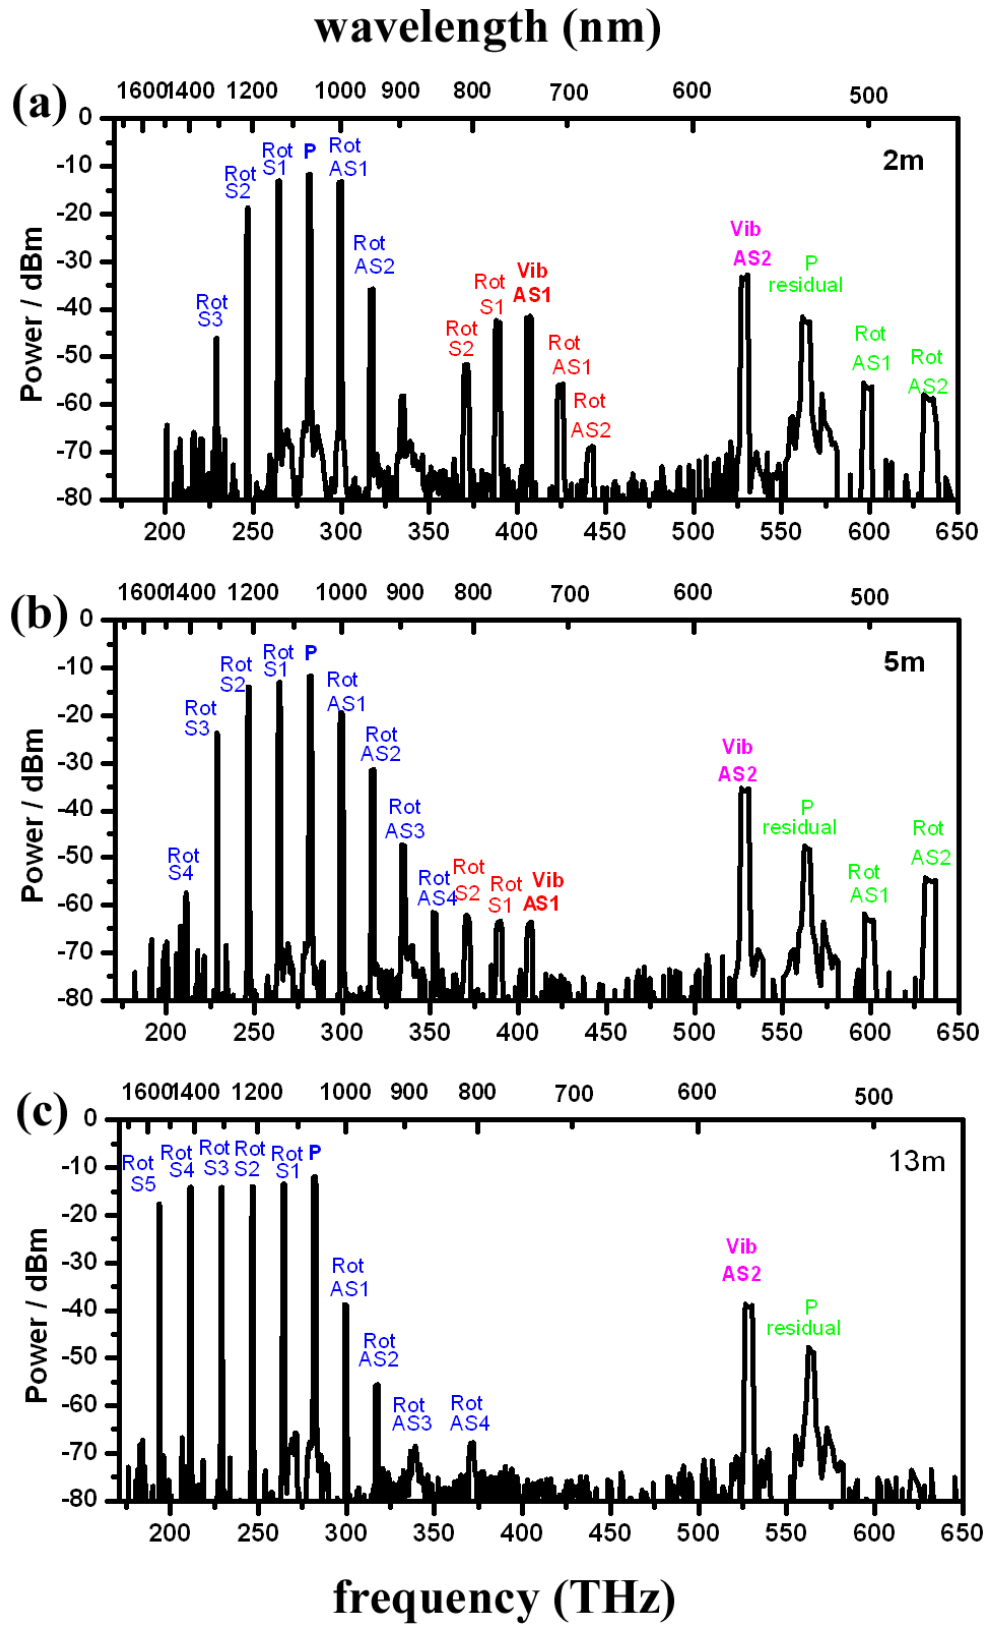 wavelength (nm)
(a)
1600 1400 1200 1000 900 800 700 600 500
0
-10
-20
-30
-40
-50
-60
-70
-80
Power / dBm
2m
Rot
S3
Rot
S2
Rot
S1
P
Rot
AS1
Rot
AS2
Rot
S2
Rot
S1
Vib
AS1
Rot
AS1
Rot
AS2
Vib
AS2
P
residual
Rot
AS1
Rot
AS2
200 250 300 350 400 450 500 550 600 650
(b)
1600 1400 1200 1000 900 800 700 600 500
0
-10
-20
-30
-40
-50
-60
-70
-80
Power / dBm
5m
Rot
S4
Rot
S3
Rot
S2
Rot
S1
P
Rot
AS1
Rot
AS2
Rot
AS3
Rot
AS4
Rot
S2
Rot
S1
Vib
AS1
Vib
AS2
P
residual
Rot
AS1
Rot
AS2
200 250 300 350 400 450 500 550 600 650
(c)
1600 1400 1200 1000 900 800 700 600 500
0
-10
-20
-30
-40
-50
-60
-70
-80
Power / dBm
13m
Rot
S5
Rot
S4
Rot
S3
Rot
S2
Rot
S1
P
Rot
AS1
Rot
AS2
Rot
AS3
Rot
AS4
Vib
AS2
P
residual
200 250 300 350 400 450 500 550 600 650
frequency (THz)